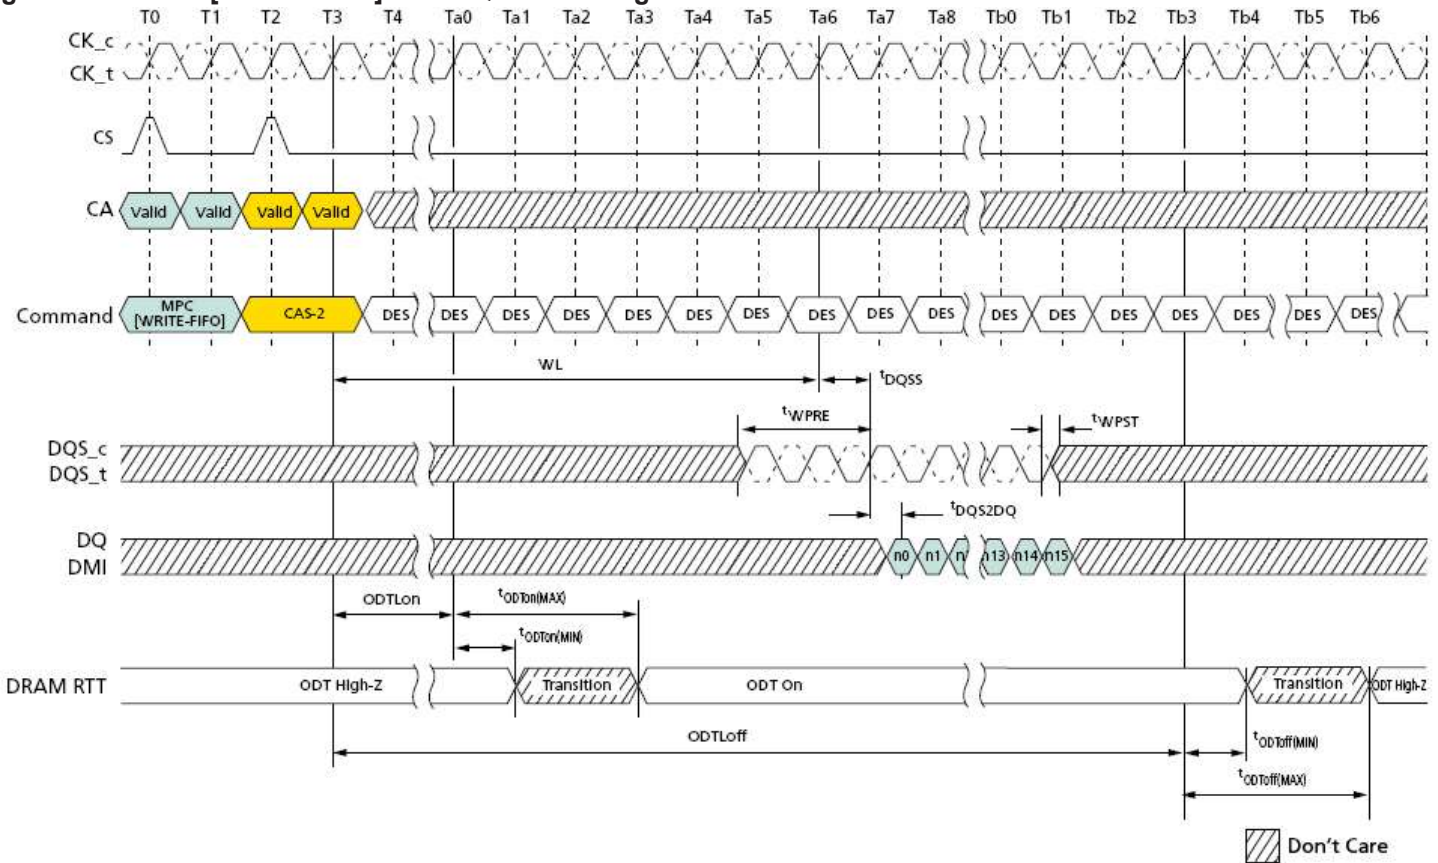 T0 T1 T2 T3 T4 Ta0 Ta1 Ta2 Ta3 Ta4 Ta5 Ta6 Ta7 Ta8 Tb0 Tb1 Tb2 Tb3 Tb4 Tb5 Tb6
CK_c
CK_t
CS
CA Valid Valid Valid Valid
Command MPC [WRITE-FIFO] CAS-2 DES DES DES DES DES DES DES DES DES DES DES DES DES DES DES DES DES
WL tDQSS
tWPRE tWPST
DQS_c
DQS_t
tDQS2DQ
DQ
DMI n0 n1 n n13 n14 n15
ODTLon tODTon(MAX)
tODTon(MIN)
DRAM RTT ODT High-Z Transition ODT On Transition ODT High-Z
ODTLoff tODToff(MIN)
tODToff(MAX)
Don't Care